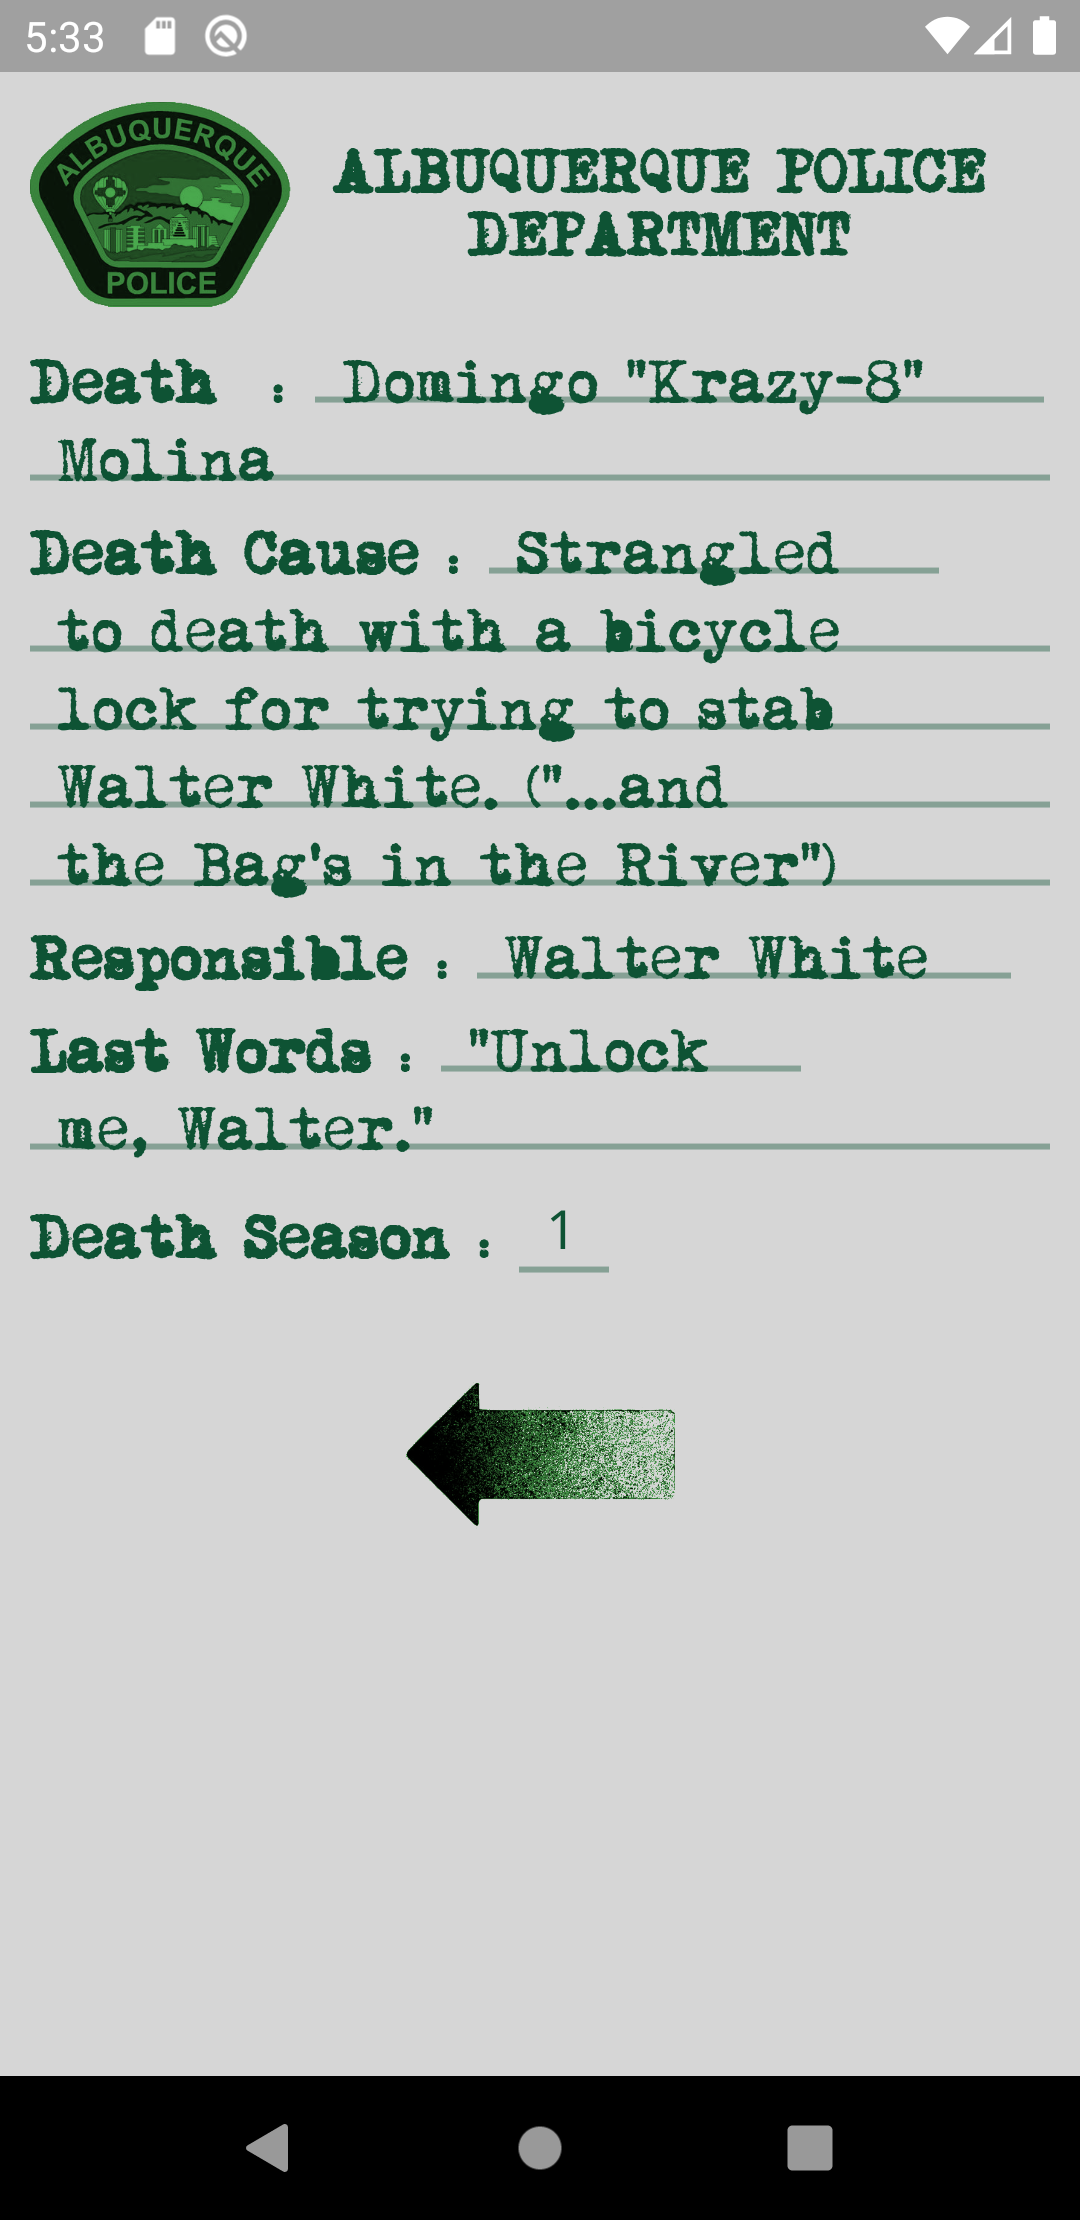 5:33
ALBUQUERQUE
POLICE
ALBUQUERQUE POLICE
DEPARTMENT
Death : Domingo "Krazy-8"
Molina
Death Cause : Strangled
to death with a bicycle
lock for trying to stab
Walter White. ("...and
the Bag's in the River")
Responsible : Walter White
Last Words : "Unlock
me, Walter."
Death Season : 1